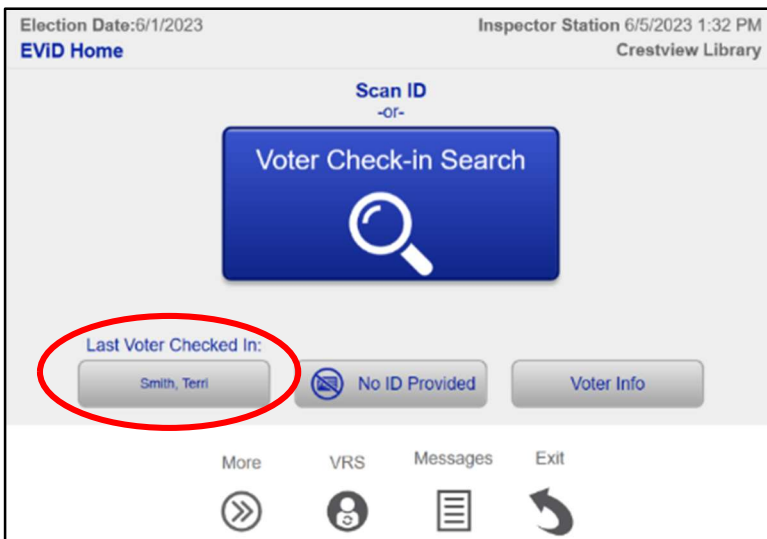 Election Date:6/1/2023
Inspector Station 6/5/2023 1:32 PM
EViD Home
Crestview Library
Scan ID
-or-
Voter Check-in Search
Last Voter Checked In:
Smith, Terri
No ID Provided
Voter Info
More
VRS
Messages
Exit